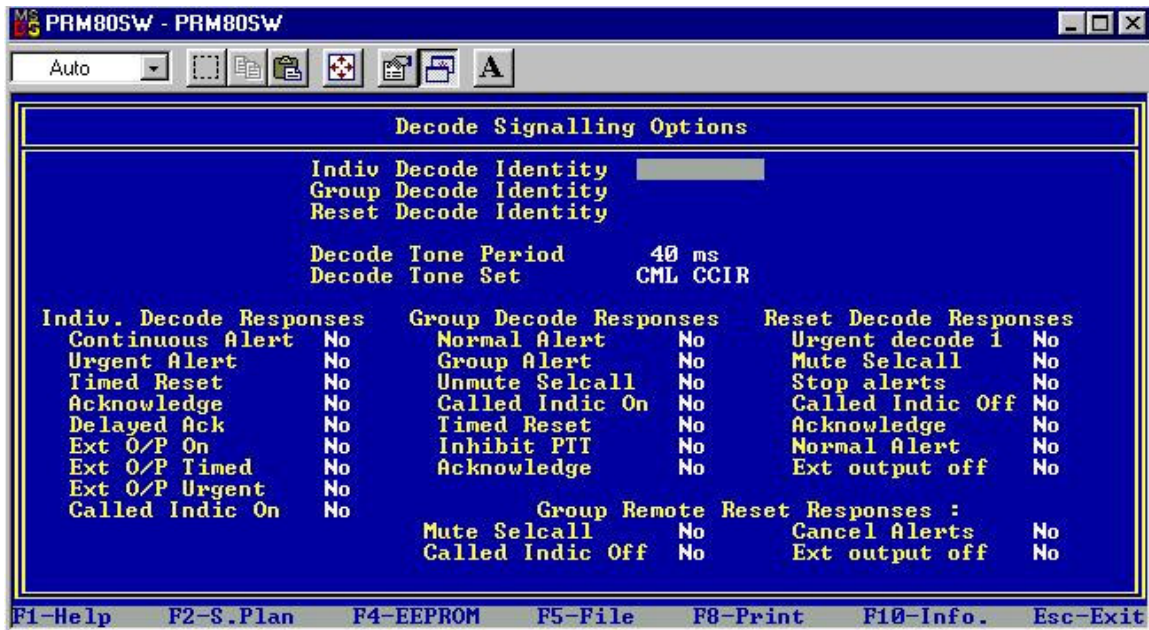 PRM80SW - PRM80SW
Auto A
Decode Signalling Options
Indiv Decode Identity
Group Decode Identity
Reset Decode Identity
Decode Tone Period 40 ms
Decode Tone Set CML CCIR
Indiv. Decode Responses Group Decode Responses Reset Decode Responses
Continuous Alert No Normal Alert No Urgent decode 1 No
Urgent Alert No Group Alert No Mute Selcall No
Timed Reset No Unmute Selcall No Stop alerts No
Acknowledge No Called Indic On No Called Indic Off No
Delayed Ack No Timed Reset No Acknowledge No
Ext O/P On No Inhibit PTT No Normal Alert No
Ext O/P Timed No Acknowledge No Ext output off No
Ext O/P Urgent No
Called Indic On No Group Remote Reset Responses :
Mute Selcall No Cancel Alerts No
Called Indic Off No Ext output off No
F1-Help F2-S.Plan F4-EEPROM F5-File F8-Print F10-Info. Esc-Exit